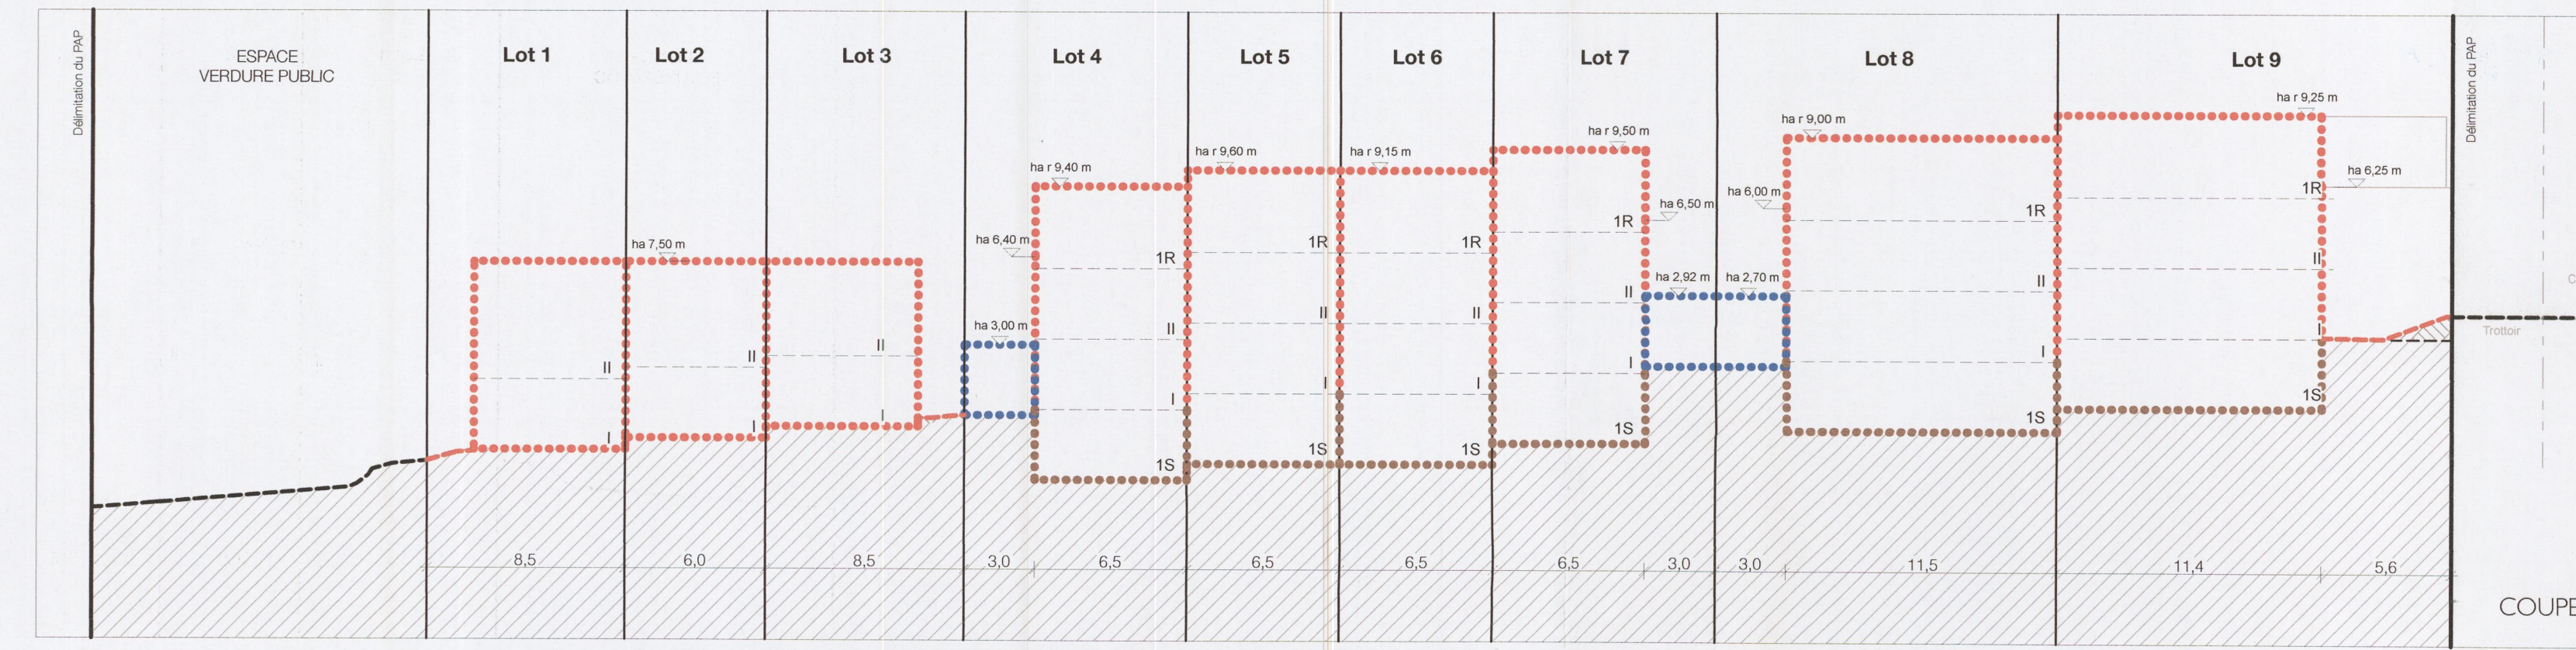 Délimitation du PAP
ESPACE
VERDURE PUBLIC
Lot 1
Lot 2
Lot 3
Lot 4
Lot 5
Lot 6
Lot 7
Lot 8
Lot 9
Délimitation du PAP
ha r 9,25 m
ha r 9,00 m
ha r 9,50 m
ha r 9,60 m
ha r 9,15 m
ha r 9,40 m
ha 6,25 m
ha 6,00 m
ha 6,50 m
ha 6,40 m
ha 7,50 m
ha 2,92 m
ha 2,70 m
ha 3,00 m
II
I
II
I
II
I
1R
II
I
1S
1R
II
I
1S
1R
II
I
1S
1R
II
I
1S
1R
II
I
1S
1R
II
I
1S
Trottoir
8,5
6,0
8,5
3,0
6,5
6,5
6,5
6,5
3,0
3,0
11,5
11,4
5,6
COUPE